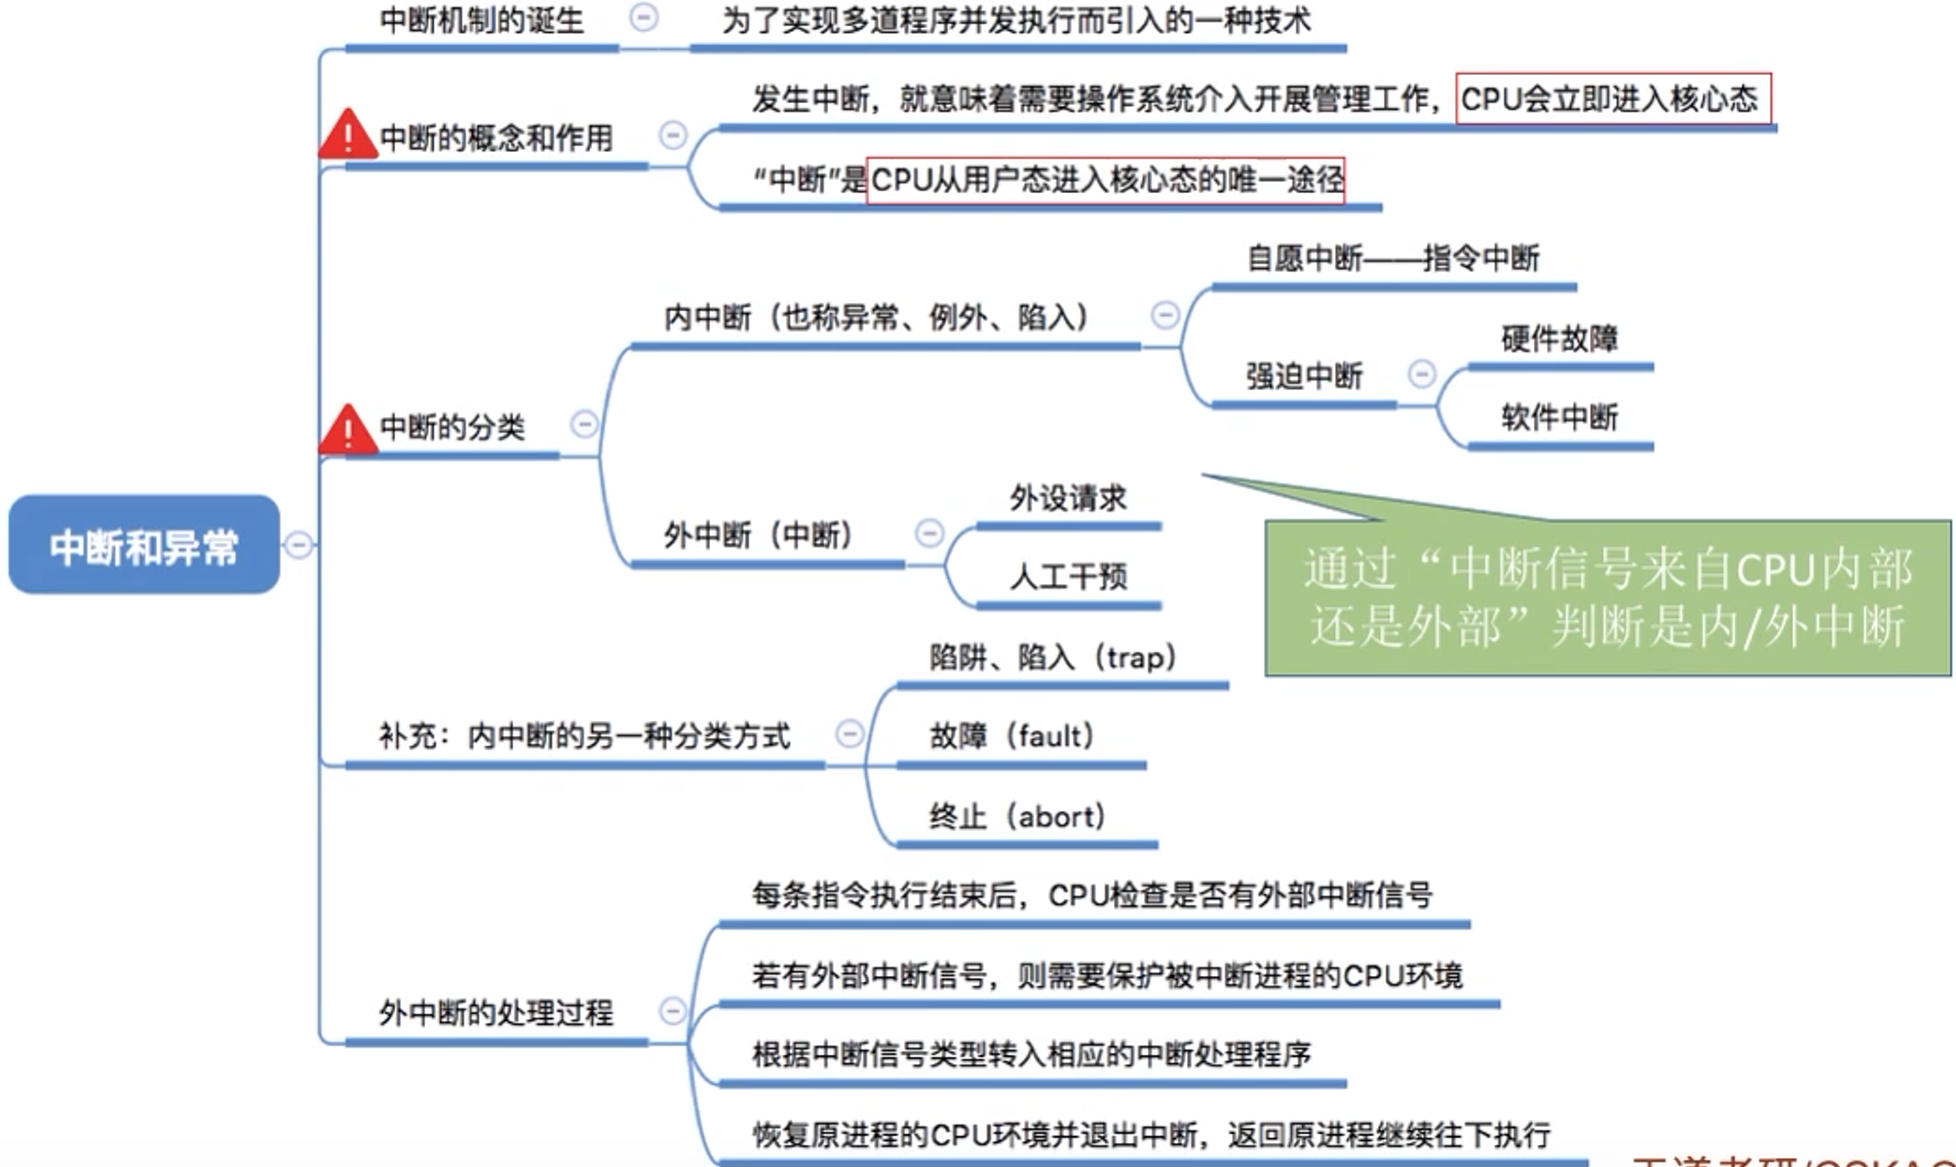 中断机制的诞生
为了实现多道程序并发执行而引入的一种技术
中断的概念和作用
发生中断，就意味着需要操作系统介入开展管理工作，CPU会立即进入核心态
“中断”是CPU从用户态进入核心态的唯一途径
中断和异常
中断的分类
内中断（也称异常、例外、陷入）
自愿中断——指令中断
强迫中断
硬件故障
软件中断
外中断（中断）
外设请求
人工干预
通过“中断信号来自CPU内部
还是外部”判断是内/外中断
补充：内中断的另一种分类方式
陷阱、陷入（trap）
故障（fault）
终止（abort）
外中断的处理过程
每条指令执行结束后，CPU检查是否有外部中断信号
若有外部中断信号，则需要保护被中断进程的CPU环境
根据中断信号类型转入相应的中断处理程序
恢复原进程的CPU环境并退出中断，返回原进程继续往下执行